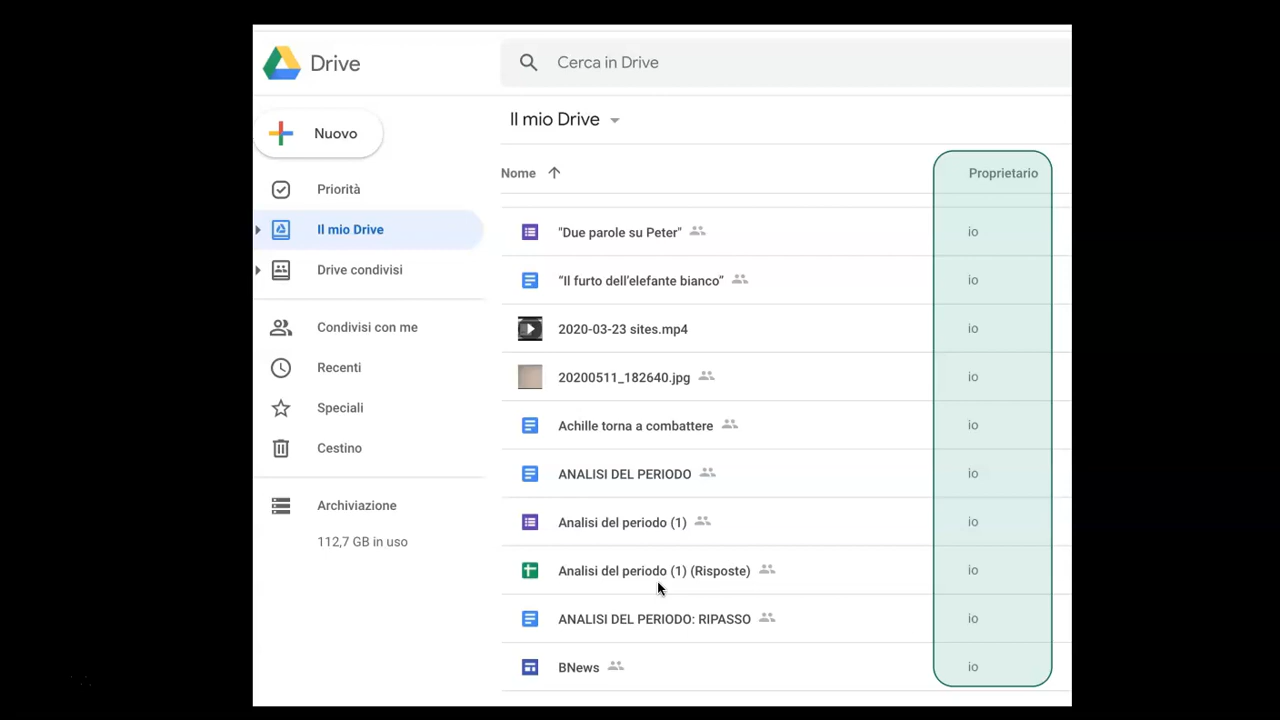 Drive
Cerca in Drive
Nuovo
Il mio Drive
Priorità
Il mio Drive
Drive condivisi
Condivisi con me
Recenti
Speciali
Cestino
Archiviazione
112,7 GB in uso
Nome Proprietario
"Due parole su Peter" io
“Il furto dell’elefante bianco” io
2020-03-23 sites.mp4 io
20200511_182640.jpg io
Achille torna a combattere io
ANALISI DEL PERIODO io
Analisi del periodo (1) io
Analisi del periodo (1) (Risposte) io
ANALISI DEL PERIODO: RIPASSO io
BNews io